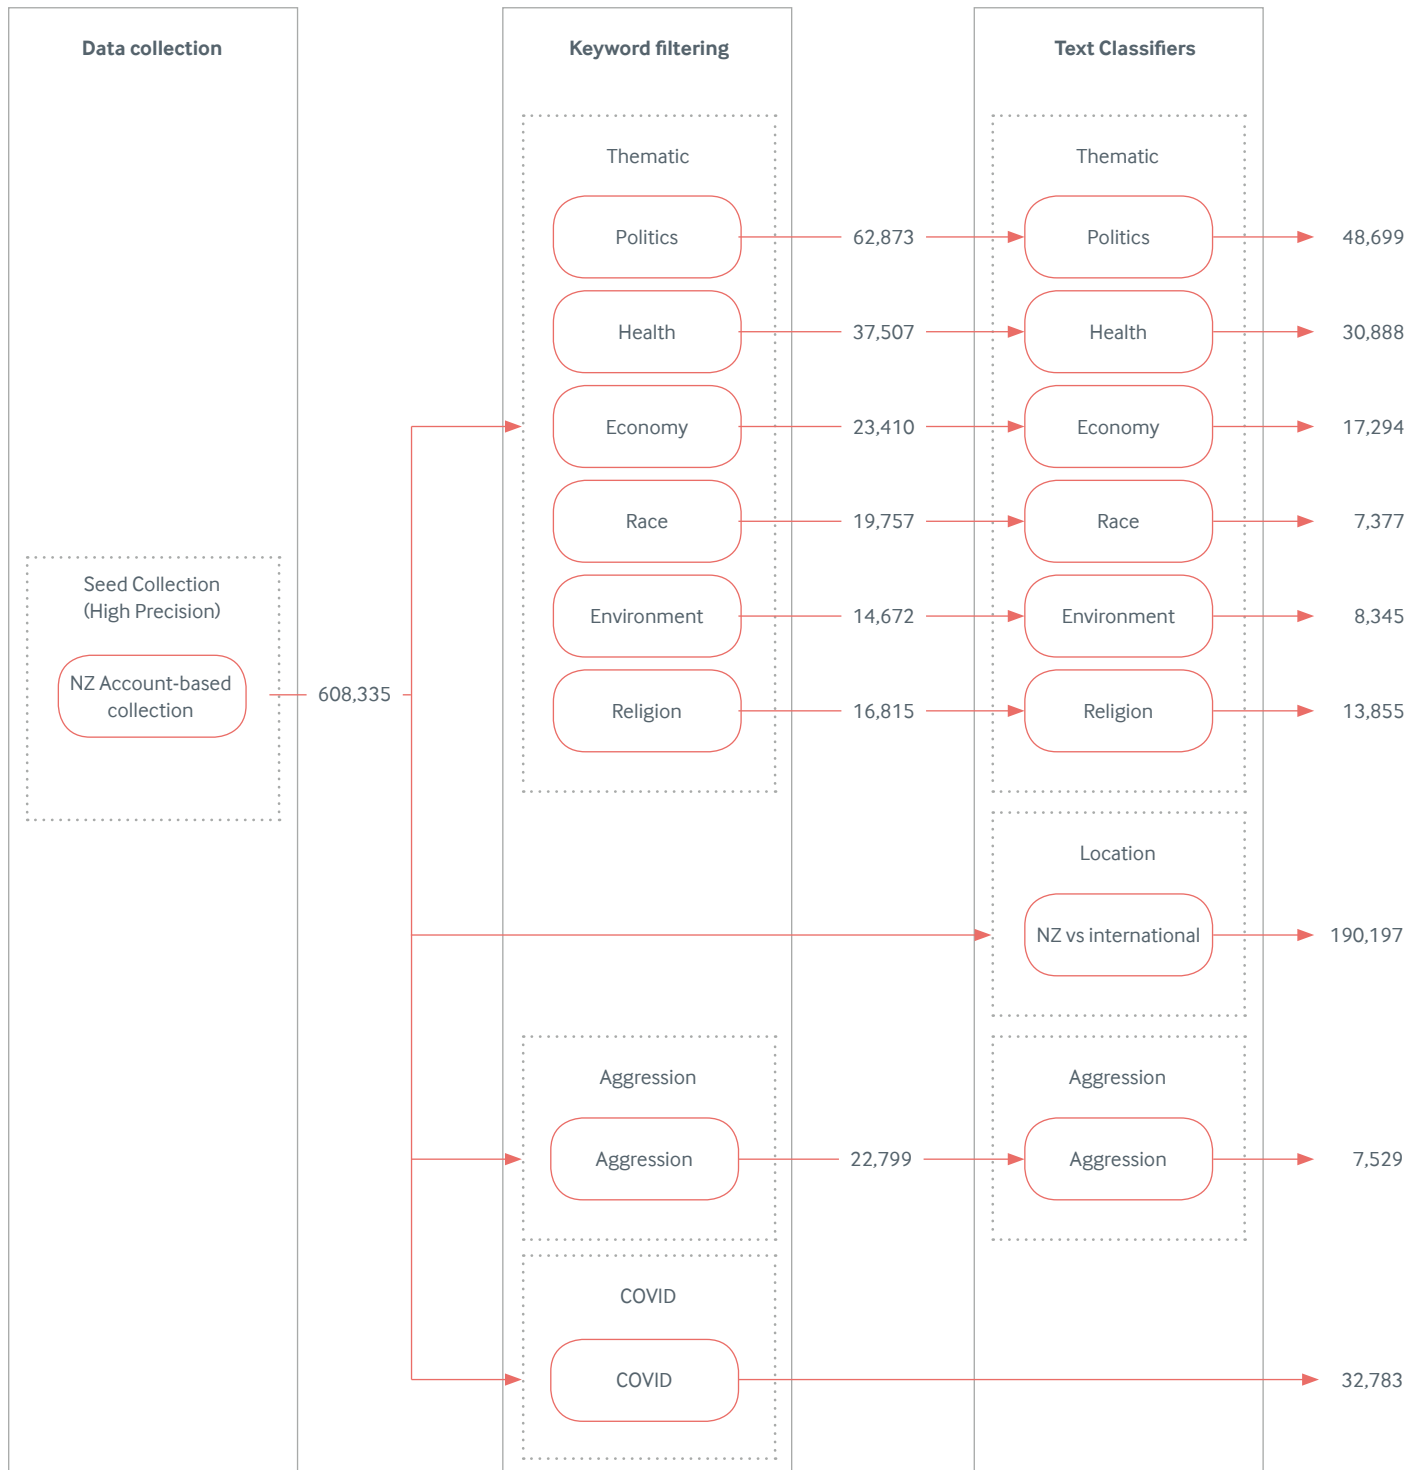 Data collection
Keyword filtering
Text Classifiers
Seed Collection
(High Precision)
NZ Account-based
collection
608,335
Thematic
Thematic
Politics
62,873
Politics
48,699
Health
37,507
Health
30,888
Economy
23,410
Economy
17,294
Race
19,757
Race
7,377
Environment
14,672
Environment
8,345
Religion
16,815
Religion
13,855
Location
NZ vs international
190,197
Aggression
Aggression
Aggression
22,799
Aggression
7,529
COVID
COVID
32,783